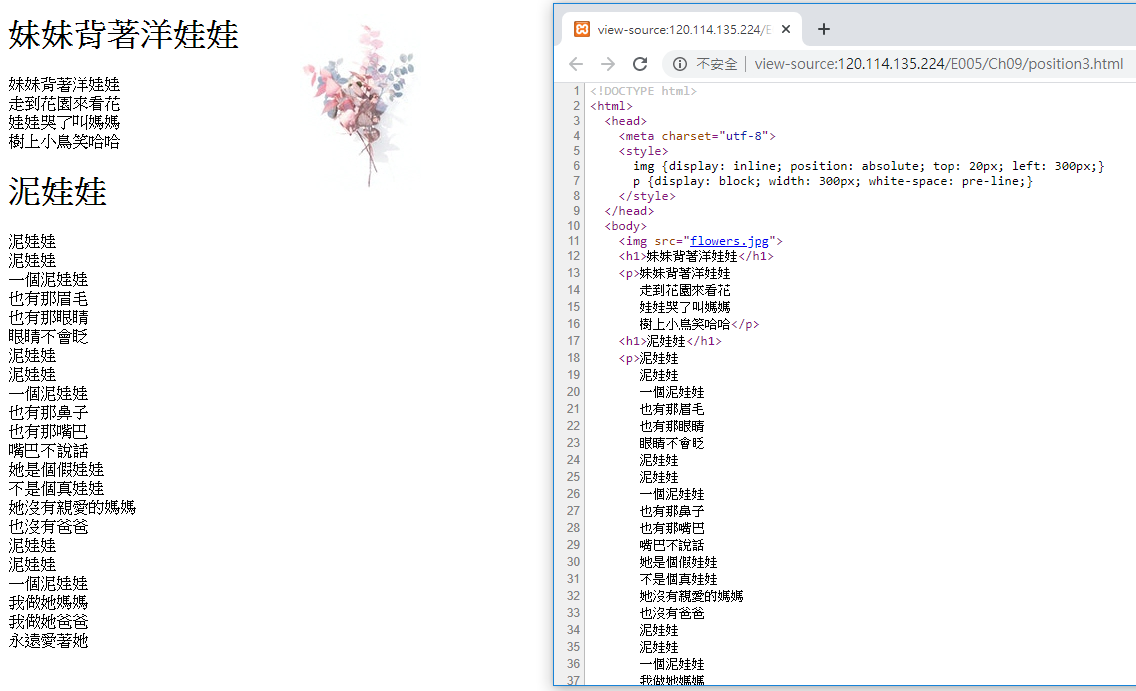 妹妹背著洋娃娃
妹妹背著洋娃娃
走到花園來看花
娃娃哭了叫媽媽
樹上小鳥笑哈哈
泥娃娃
泥娃娃
泥娃娃
一個泥娃娃
也有那眉毛
也有那眼睛
眼睛不會眨
泥娃娃
泥娃娃
一個泥娃娃
也有那鼻子
也有那嘴巴
嘴巴不說話
她是個假娃娃
不是個真娃娃
她沒有親愛的媽媽
也沒有爸爸
泥娃娃
泥娃娃
一個泥娃娃
我做她媽媽
我做她爸爸
永遠愛著她
view-source:120.114.135.224/E
不安全 | view-source:120.114.135.224/E005/Ch09/position3.html
1 <!DOCTYPE html>
2 <html>
3 <head>
4 <meta charset="utf-8">
5 <style>
6 img {display: inline; position: absolute; top: 20px; left: 300px;}
7 p {display: block; width: 300px; white-space: pre-line;}
8 </style>
9 </head>
10 <body>
11 <img src="flowers.jpg">
12 <h1>妹妹背著洋娃娃</h1>
13 <p>妹妹背著洋娃娃
14 走到花園來看花
15 娃娃哭了叫媽媽
16 樹上小鳥笑哈哈</p>
17 <h1>泥娃娃</h1>
18 <p>泥娃娃
19 泥娃娃
20 一個泥娃娃
21 也有那眉毛
22 也有那眼睛
23 眼睛不會眨
24 泥娃娃
25 泥娃娃
26 一個泥娃娃
27 也有那鼻子
28 也有那嘴巴
29 嘴巴不說話
30 她是個假娃娃
31 不是個真娃娃
32 她沒有親愛的媽媽
33 也沒有爸爸
34 泥娃娃
35 泥娃娃
36 一個泥娃娃
37 我做她媽媽